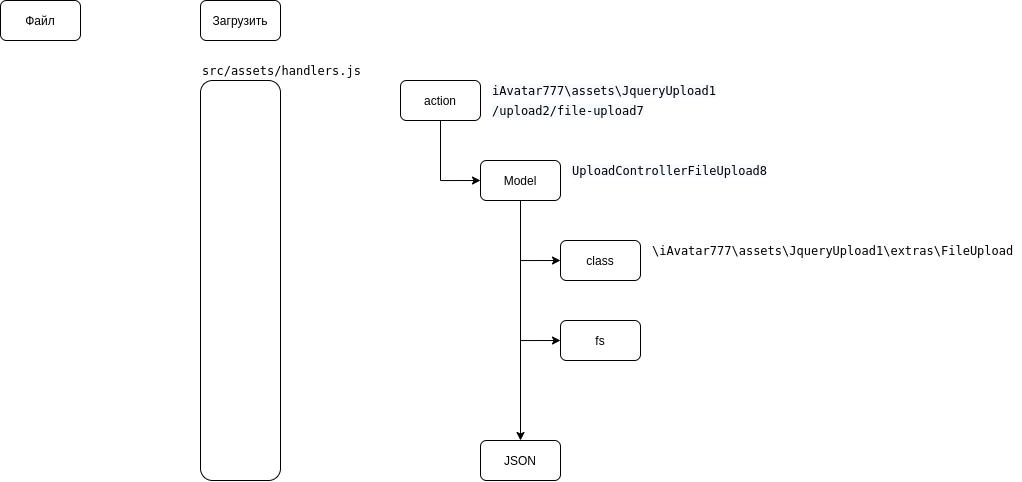 Файл
Загрузить
src/assets/handlers.js
action
iAvatar777\assets\JqueryUpload1
/upload2/file-upload7
Model
UploadControllerFileUpload8
class
\iAvatar777\assets\JqueryUpload1\extras\FileUpload
fs
JSON